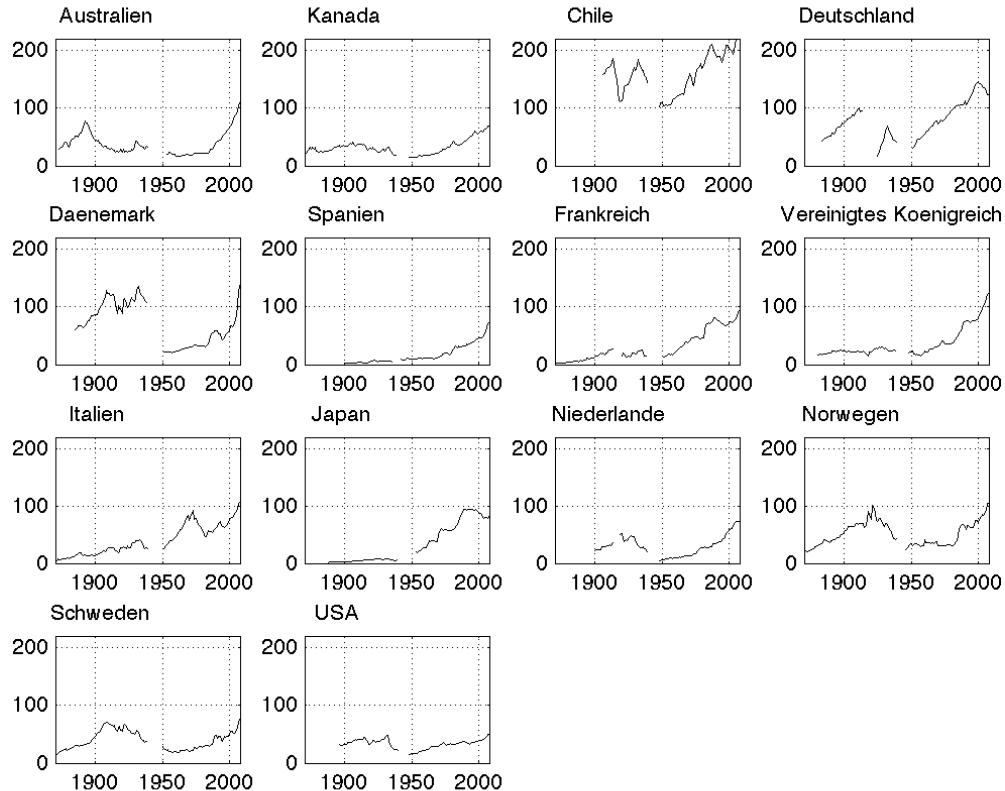 Australien Kanada Chile Deutschland
200 200 200 200
100 100 100 100
0 0 0 0
1900 1950 2000 1900 1950 2000 1900 1950 2000 1900 1950 2000
Daenemark Spanien Frankreich Vereinigtes Koenigreich
200 200 200 200
100 100 100 100
0 0 0 0
1900 1950 2000 1900 1950 2000 1900 1950 2000 1900 1950 2000
Italien Japan Niederlande Norwegen
200 200 200 200
100 100 100 100
0 0 0 0
1900 1950 2000 1900 1950 2000 1900 1950 2000 1900 1950 2000
Schweden USA
200 200
100 100
0 0
1900 1950 2000 1900 1950 2000